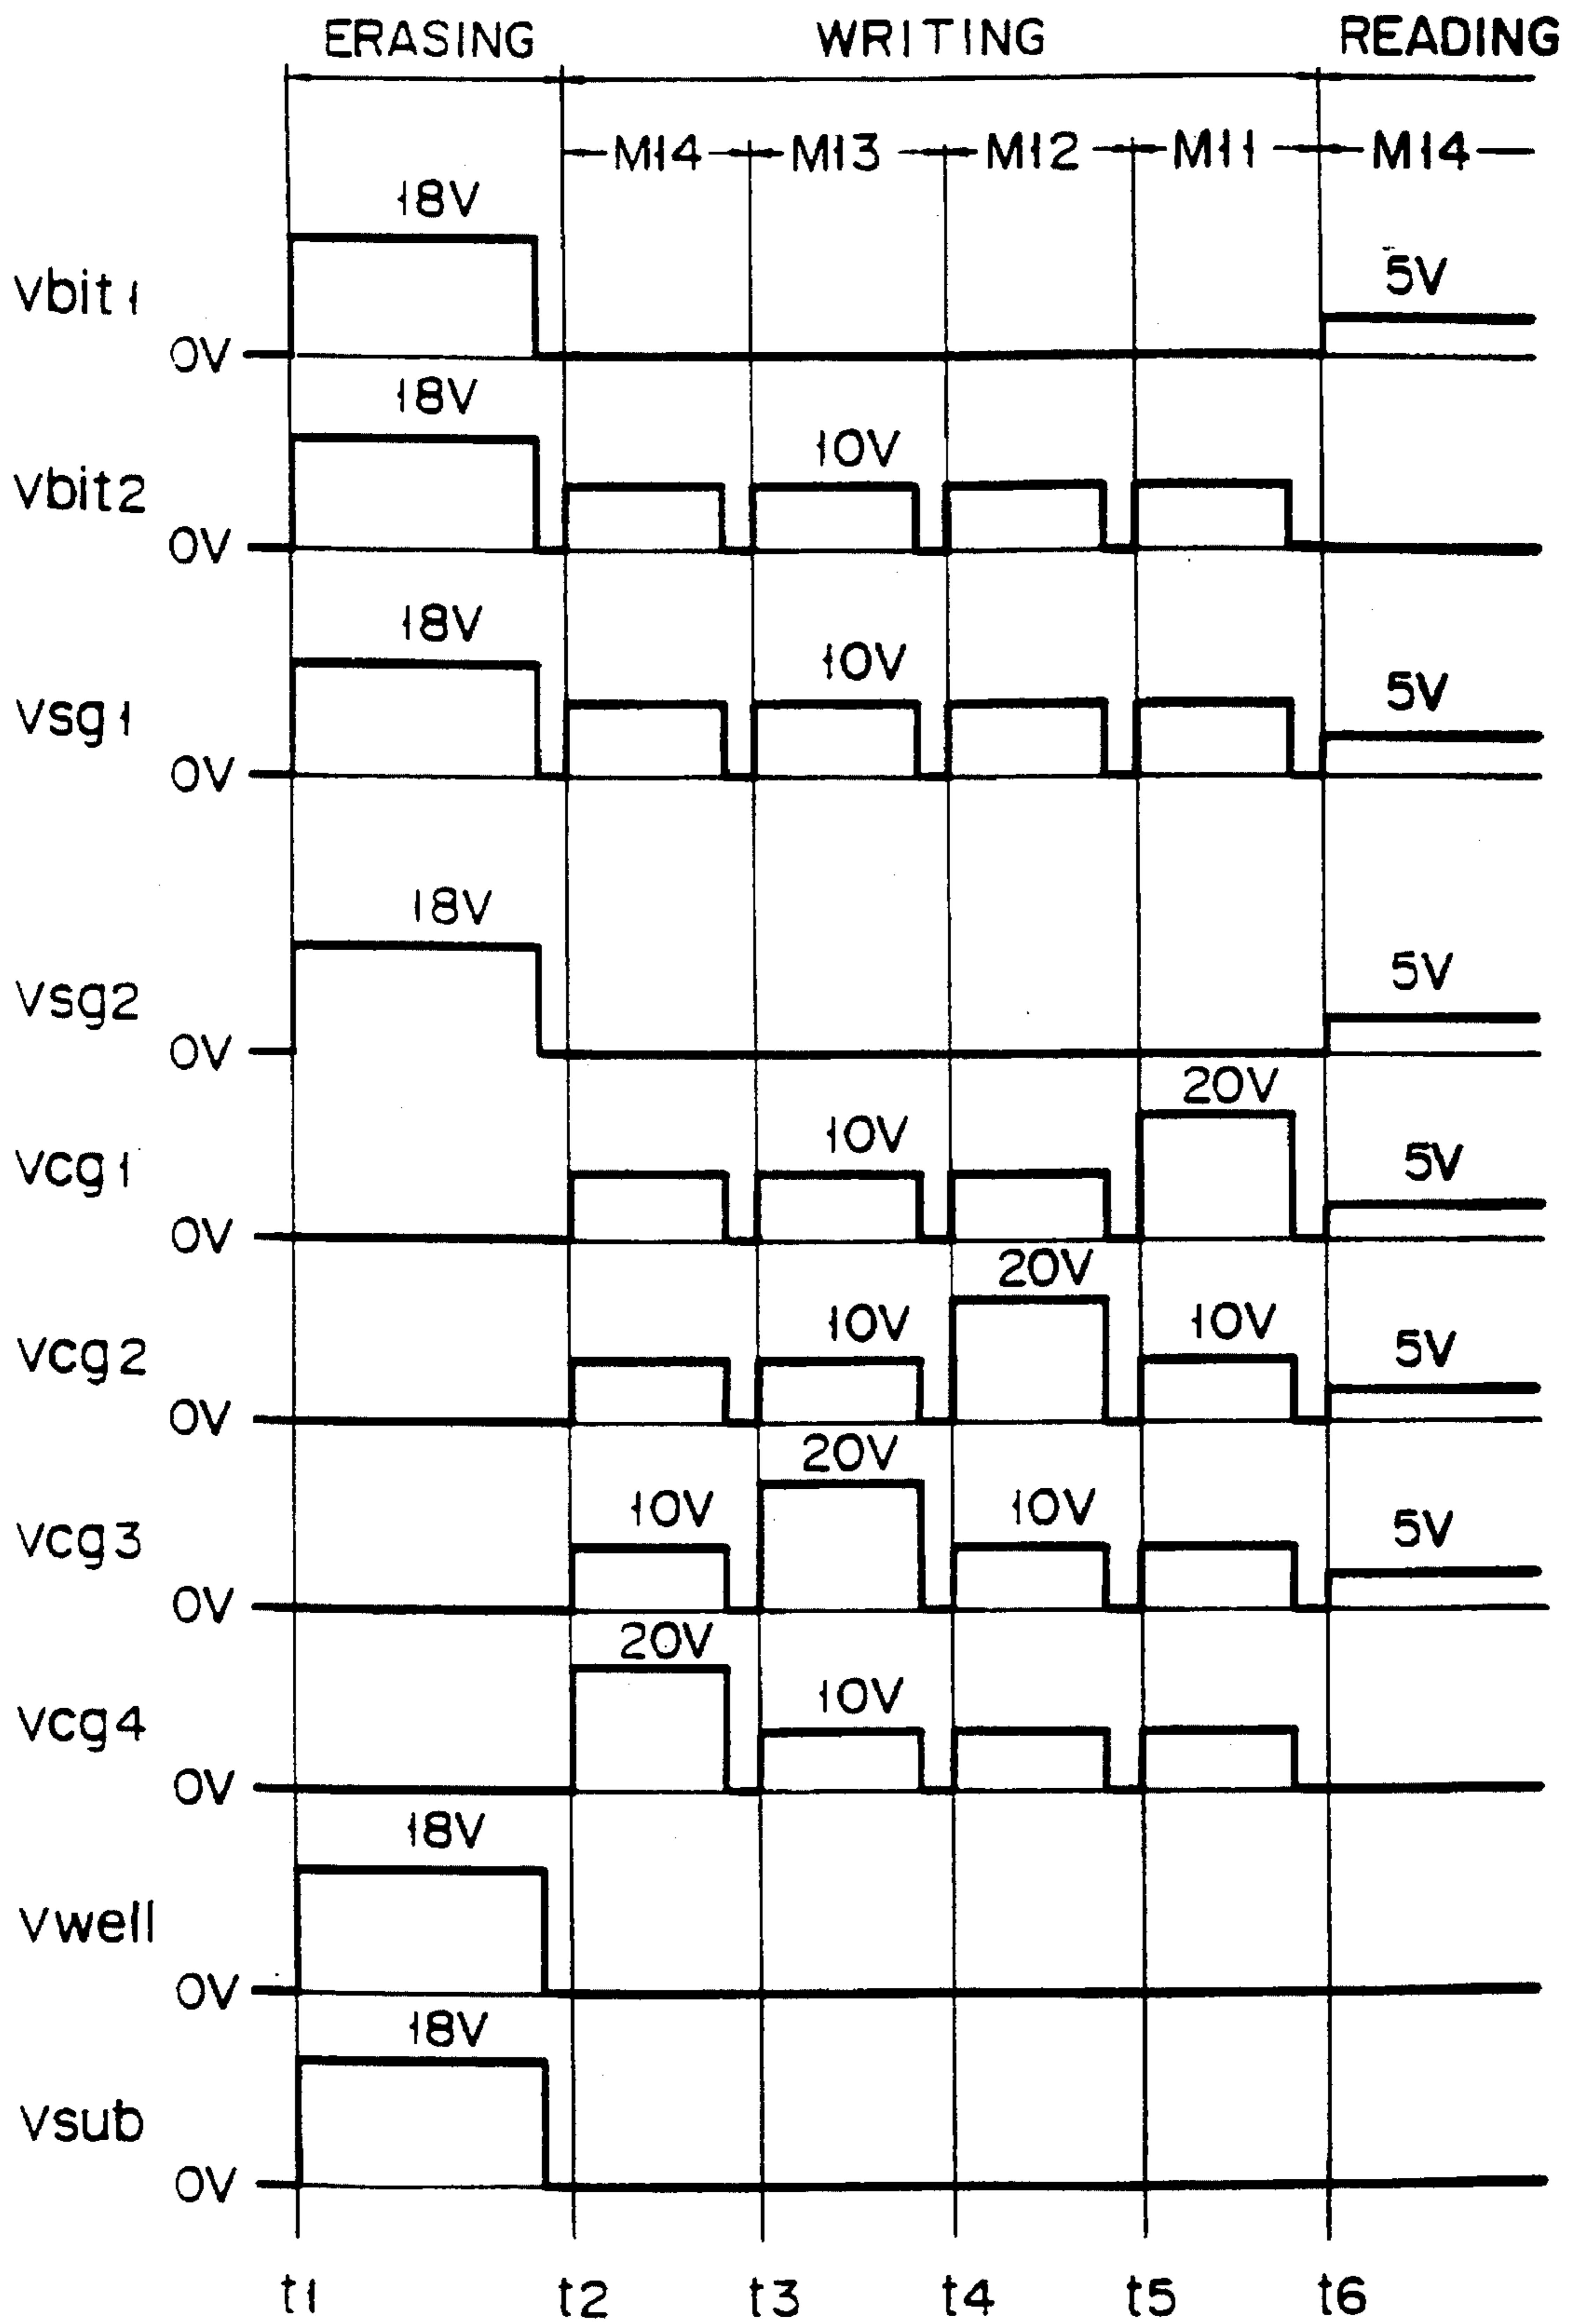 ERASING WRITING READING
M14 M13 M12 M11 M14
18V
Vbit1 5V
0V
18V
10V
Vbit2
0V
18V
10V
Vsg1 5V
0V
18V
Vsg2 5V
0V
20V
10V
Vcg1 5V
0V
20V
10V 10V
Vcg2 5V
0V
20V
10V 10V
Vcg3 5V
0V
20V
10V
Vcg4
0V
18V
Vwell
0V
18V
Vsub
0V
t1 t2 t3 t4 t5 t6